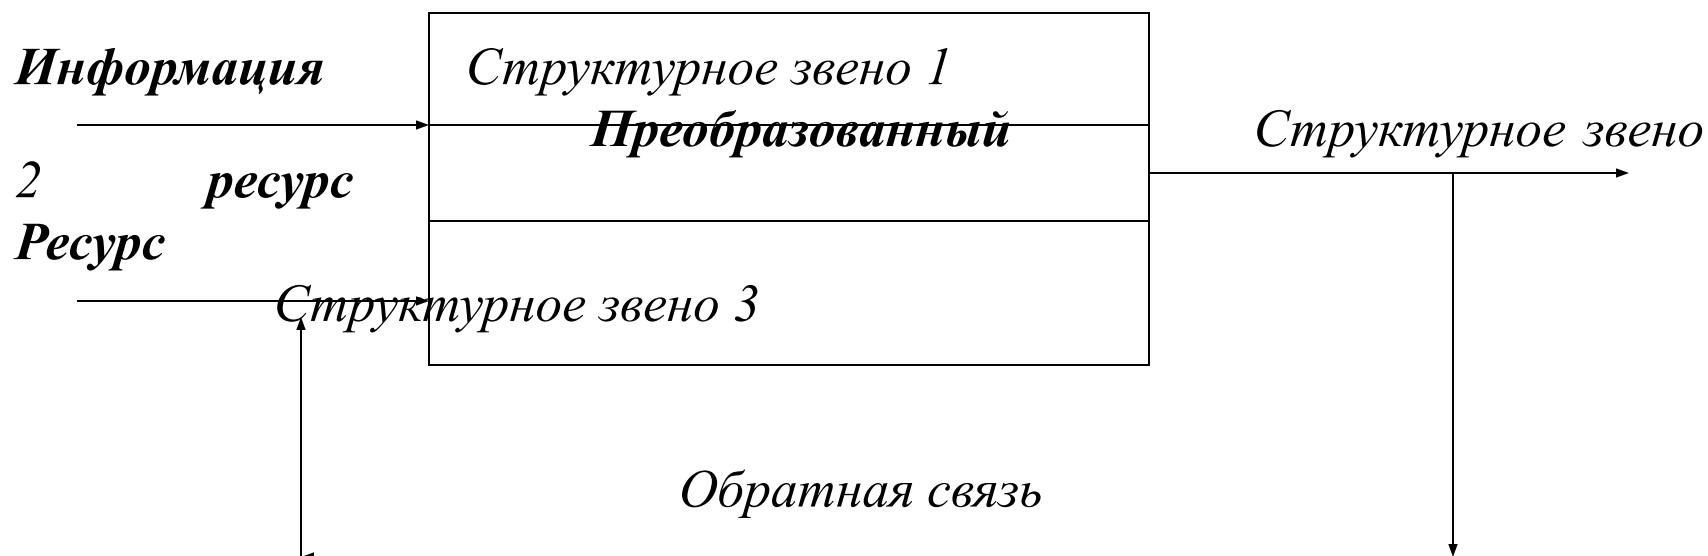 Информация Структурное звено 1
Преобразованный Структурное звено
2 ресурс
Ресурс
Структурное звено 3
Обратная связь